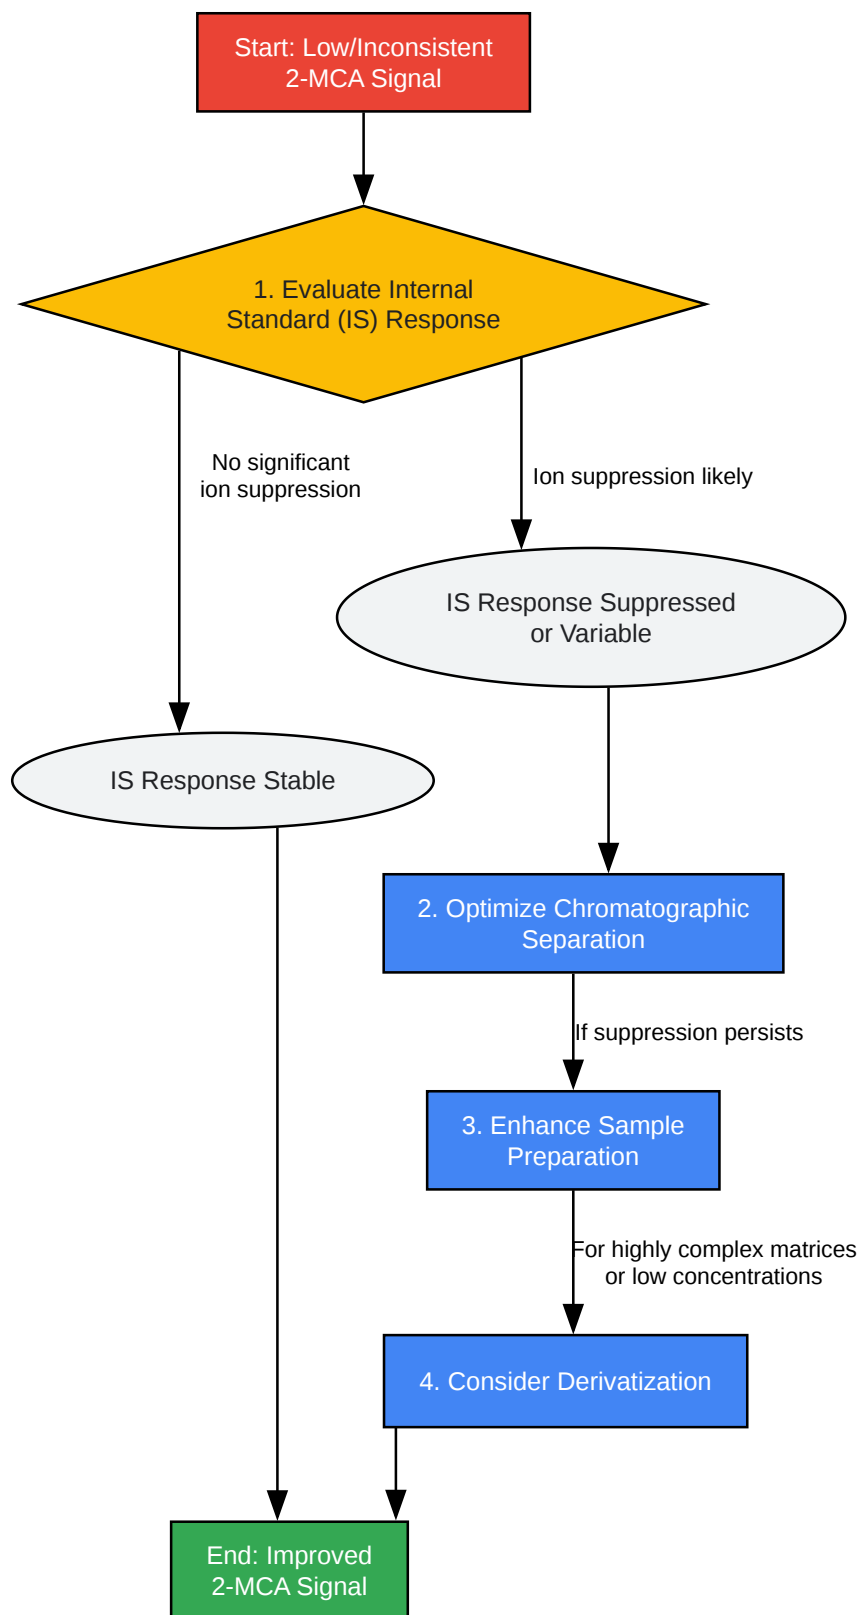 Start: Low/Inconsistent
2-MCA Signal
1. Evaluate Internal
Standard (IS) Response
No significant
ion suppression
Ion suppression likely
IS Response Suppressed
or Variable
IS Response Stable
2. Optimize Chromatographic
Separation
If suppression persists
3. Enhance Sample
Preparation
For highly complex matrices
or low concentrations
4. Consider Derivatization
End: Improved
2-MCA Signal